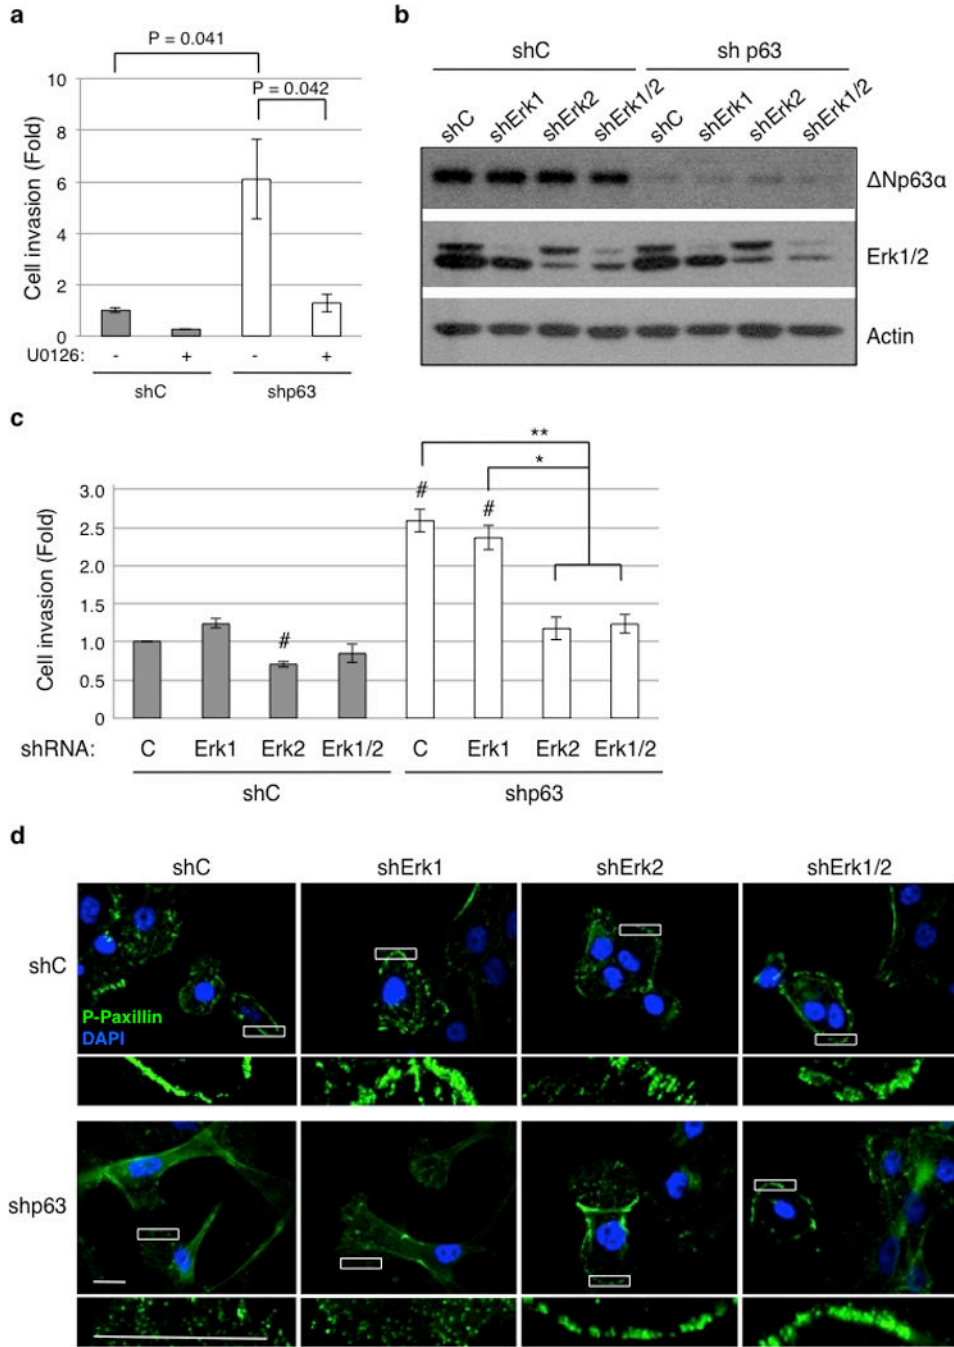 a
P = 0.041
P = 0.042
Cell invasion (Fold)
10
8
6
4
2
0
U0126: - + - +
shC shp63
b
shC sh p63
shC shErk1 shErk2 shErk1/2 shC shErk1 shErk2 shErk1/2
ΔNp63α
Erk1/2
Actin
c
**
*
# #
#
Cell invasion (Fold)
3.0
2.5
2.0
1.5
1.0
0.5
0
shRNA: C Erk1 Erk2 Erk1/2 C Erk1 Erk2 Erk1/2
shC shp63
d
shC shErk1 shErk2 shErk1/2
shC
P-Paxillin
DAPI
shp63